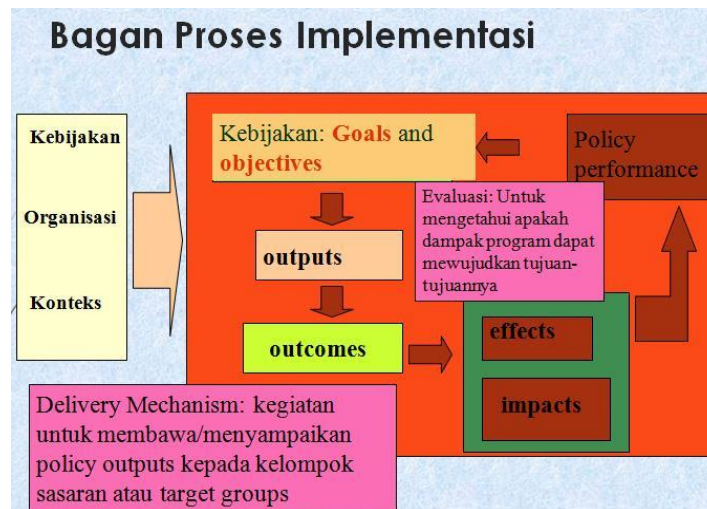 Bagan Proses Implementasi
Kebijakan
Organisasi
Konteks
Kebijakan: Goals and
objectives
Policy
performance
Evaluasi: Untuk
mengetahui apakah
dampak program dapat
mewujudkan tujuan-
tujuannya
outputs
outcomes
effects
impacts
Delivery Mechanism: kegiatan
untuk membawa/menyampaikan
policy outputs kepada kelompok
sasaran atau target groups